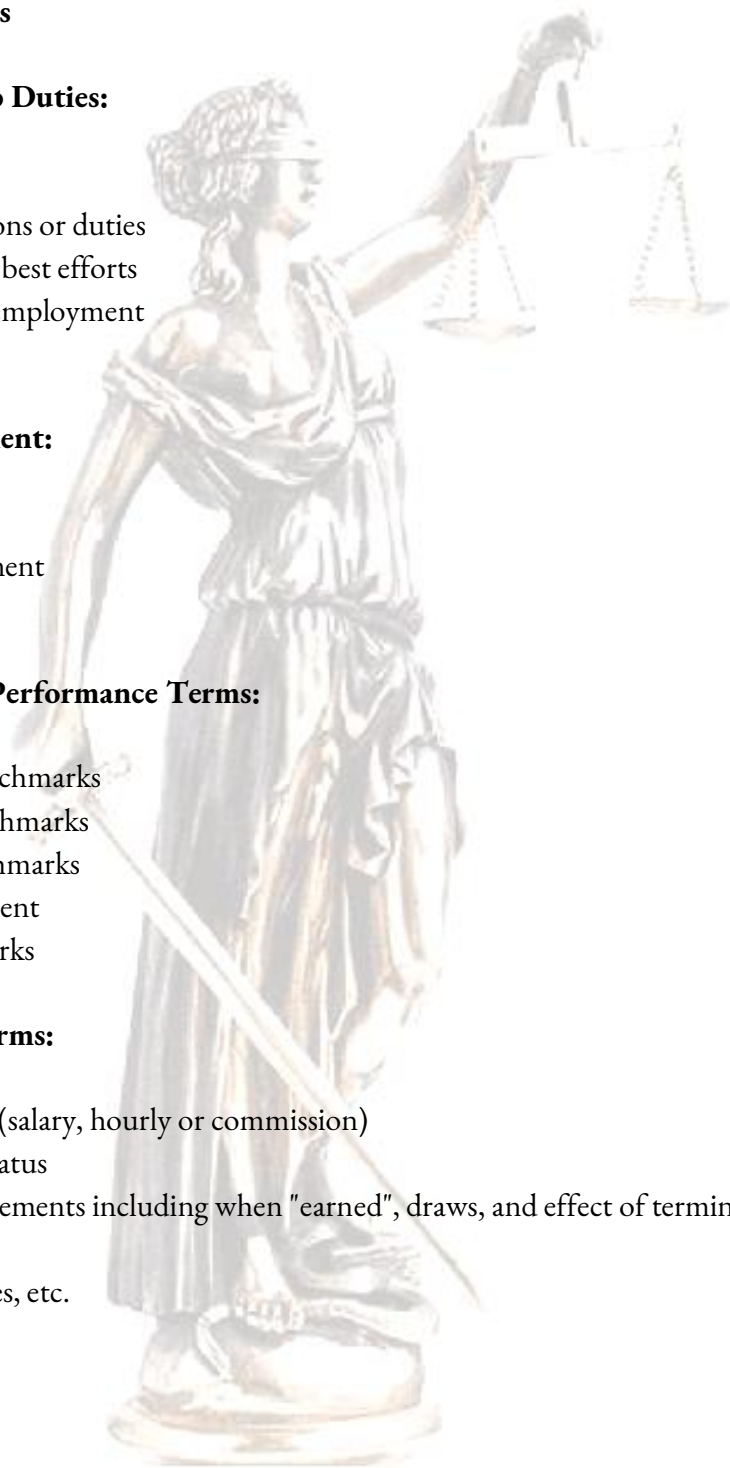 s
Duties:
ons or duties
best efforts
mployment
ent:
ment
Performance Terms:
chmarks
hmarks
hmarks
ent
rks
rms:
(salary, hourly or commission)
atus
ements including when "earned", draws, and effect of termin
es, etc.